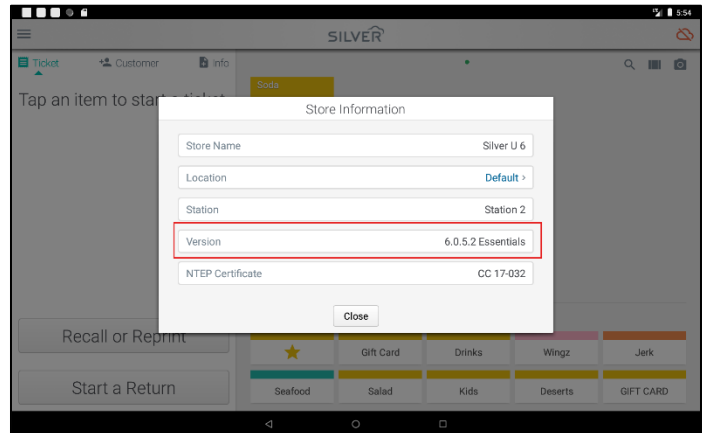 5:54
SILVER
Ticket
Customer
Info
Tap an item to start a ticket
Soda
Store Information
Store Name
Silver U 6
Location
Default >
Station
Station 2
Version
6.0.5.2 Essentials
NTEP Certificate
CC 17-032
Close
Recall or Reprint
Gift Card
Drinks
Wingz
Jerk
Start a Return
Seafood
Salad
Kids
Deserts
GIFT CARD